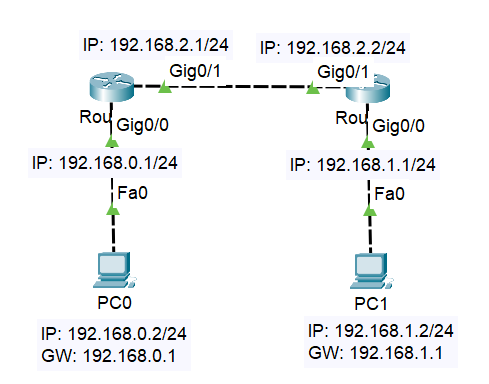 IP: 192.168.2.1/24
IP: 192.168.2.2/24
Gig0/1
Gig0/1
Rou
Rou
Gig0/0
Gig0/0
IP: 192.168.0.1/24
IP: 192.168.1.1/24
Fa0
Fa0
PC0
PC1
IP: 192.168.0.2/24
GW: 192.168.0.1
IP: 192.168.1.2/24
GW: 192.168.1.1